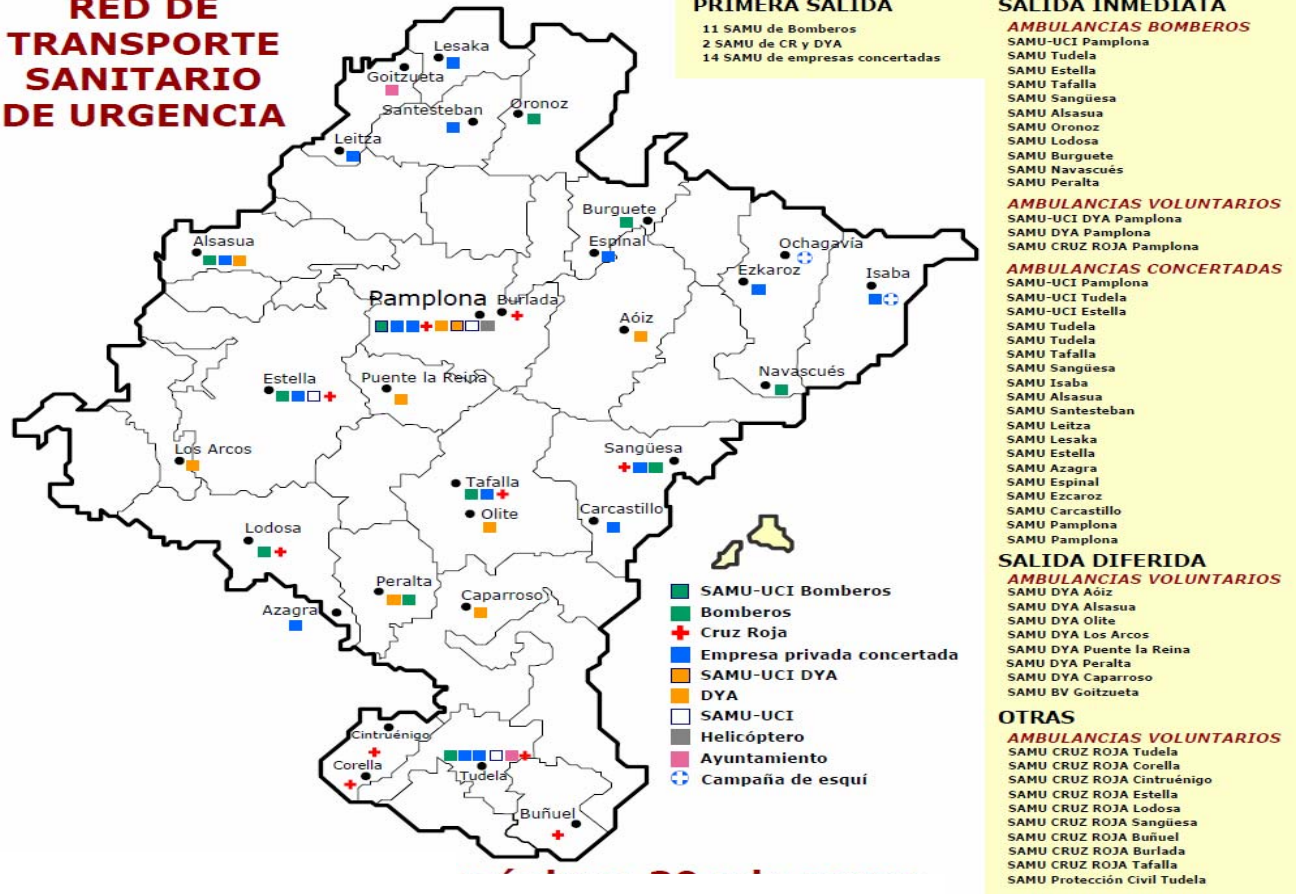 RED DE
TRANSPORTE
SANITARIO
DE URGENCIA
PRIMERA SALIDA
11 SAMU de Bomberos
2 SAMU de CR y DYA
14 SAMU de empresas concertadas
SALIDA INMEDIATA
AMBULANCIAS BOMBEROS
SAMU-UCI Pamplona
SAMU Tudela
SAMU Estella
SAMU Tafalla
SAMU Sangüesa
SAMU Alsasua
SAMU Oronoz
SAMU Lodosa
SAMU Burguete
SAMU Navascués
SAMU Peralta
AMBULANCIAS VOLUNTARIOS
SAMU-UCI DYA Pamplona
SAMU DYA Pamplona
SAMU CRUZ ROJA Pamplona
AMBULANCIAS CONCERTADAS
SAMU-UCI Pamplona
SAMU-UCI Tudela
SAMU-UCI Estella
SAMU Tudela
SAMU Tudela
SAMU Tafalla
SAMU Sangüesa
SAMU Isaba
SAMU Alsasua
SAMU Santesteban
SAMU Leitza
SAMU Lesaka
SAMU Estella
SAMU Azagra
SAMU Espinal
SAMU Ezcaroz
SAMU Carcastillo
SAMU Pamplona
SAMU Pamplona
SALIDA DIFERIDA
AMBULANCIAS VOLUNTARIOS
SAMU DYA Aóiz
SAMU DYA Alsasua
SAMU DYA Olite
SAMU DYA Los Arcos
SAMU DYA Puente la Reina
SAMU DYA Peralta
SAMU DYA Caparroso
SAMU BV Goitzueta
OTRAS
AMBULANCIAS VOLUNTARIOS
SAMU CRUZ ROJA Tudela
SAMU CRUZ ROJA Corella
SAMU CRUZ ROJA Cintruénigo
SAMU CRUZ ROJA Estella
SAMU CRUZ ROJA Lodosa
SAMU CRUZ ROJA Sangüesa
SAMU CRUZ ROJA Buñuel
SAMU CRUZ ROJA Burlada
SAMU CRUZ ROJA Tafalla
SAMU Protección Civil Tudela
Lesaka
Goitzueta
Santesteban
Oronoz
Leitza
Burguete
Alsasua
Espinal
Ochagavía
Ezkaroz
Isaba
Pamplona
Burlada
Aóiz
Estella
Puente la Reina
Navascués
Los Arcos
Sangüesa
Tafalla
Olite
Carcastillo
Lodosa
Peralta
Caparroso
Azagra
Cintruénigo
Corella
Tudela
Buñuel
SAMU-UCI Bomberos
Bomberos
Cruz Roja
Empresa privada concertada
SAMU-UCI DYA
DYA
SAMU-UCI
Helicóptero
Ayuntamiento
Campaña de esquí